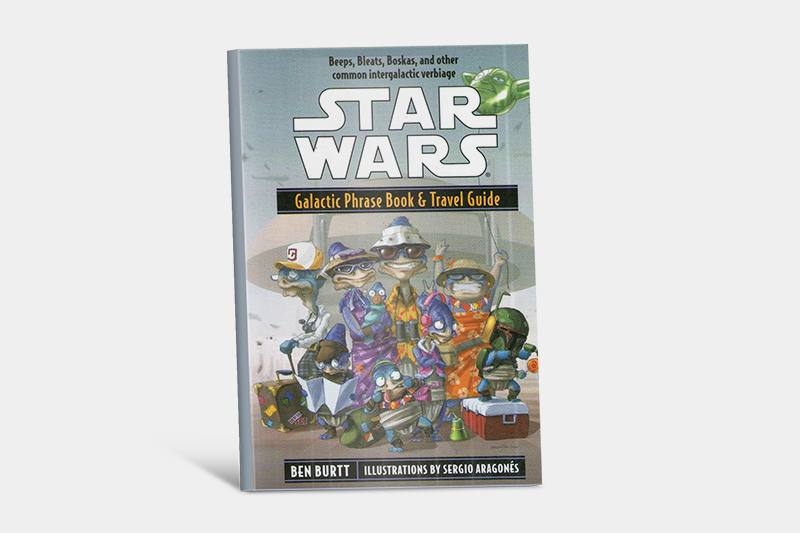 Beeps, Bleats, Boskas, and other
common intergalactic verbiage
STAR
WARS®
Galactic Phrase Book & Travel Guide
BEN BURTT | ILLUSTRATIONS BY SERGIO ARAGONÉS